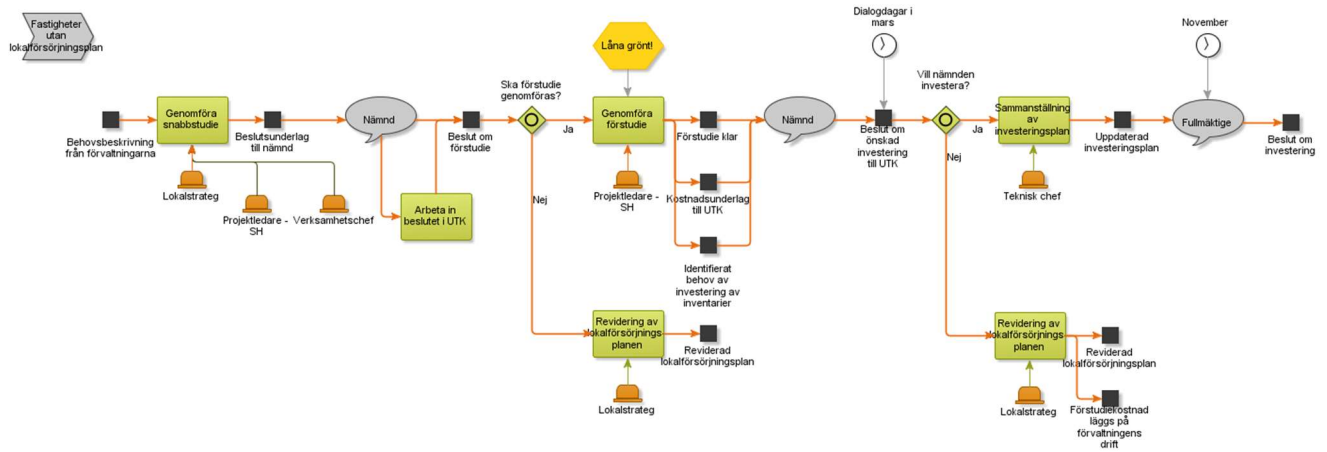 Fastigheter
utan
lokalförsörjningsplan
Behovsbeskrivning
från förvaltningarna
Genomföra
snabbstudie
Lokalstrateg
Projektledare -
SH
Verksamhetschef
Beslutsunderlag
till nämnd
Nämnd
Arbeta in
beslutet i UTK
Beslut om
förstudie
Ska förstudie
genomföras?
Ja
Nej
Låna grönt!
Genomföra
förstudie
Projektledare -
SH
Förstudie klar
Kostnadsunderlag
till UTK
Identifierat
behov av
investering av
inventarier
Revidering av
lokalförsörjnings
planen
Lokalstrateg
Reviderad
lokalförsörjningsplan
Nämnd
Dialogdagar i
mars
Beslut om
önskad
investering
till UTK
Vill nämnden
investera?
Ja
Nej
Sammanställning
av
investeringsplan
Teknisk chef
Uppdaterad
investeringsplan
November
Fullmäktige
Beslut om
investering
Revidering av
lokalförsörjnings
planen
Lokalstrateg
Reviderad
lokalförsörjningsplan
Förstudiekostnad
läggs på
förvaltningens
drift